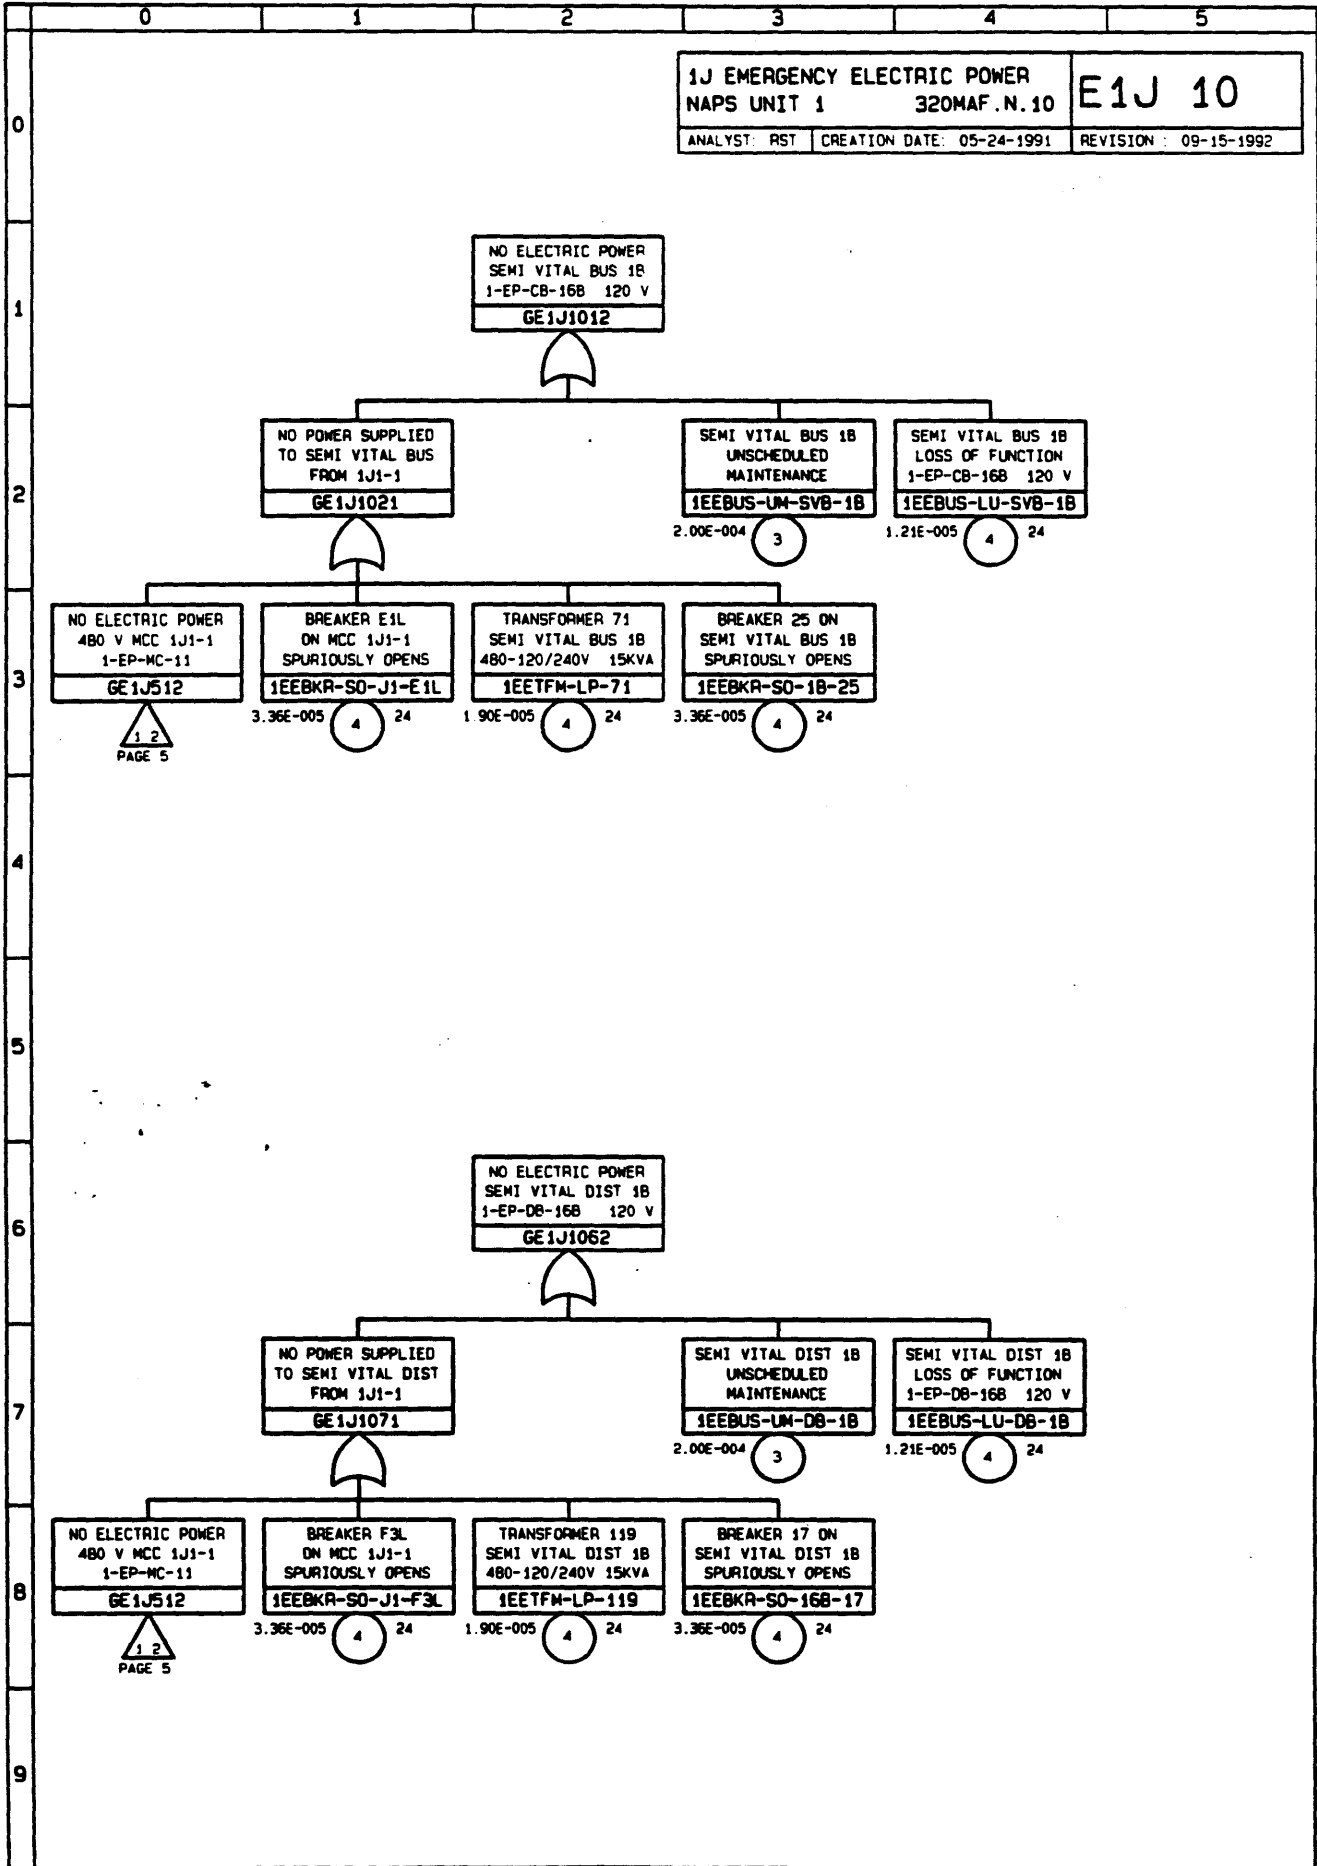 0 1 2 3 4 5
1J EMERGENCY ELECTRIC POWER
NAPS UNIT 1 320MAF.N.10
E1J 10
ANALYST: RST CREATION DATE: 05-24-1991 REVISION : 09-15-1992
0
NO ELECTRIC POWER
SEMI VITAL BUS 1B
1-EP-CB-16B 120 V
GE1J1012
1
NO POWER SUPPLIED
TO SEMI VITAL BUS
FROM 1J1-1
GE1J1021
SEMI VITAL BUS 1B
UNSCHEDULED
MAINTENANCE
1EEBUS-UM-SVB-1B
2.00E-004 3
SEMI VITAL BUS 1B
LOSS OF FUNCTION
1-EP-CB-16B 120 V
1EEBUS-LU-SVB-1B
1.21E-005 4 24
2
NO ELECTRIC POWER
480 V MCC 1J1-1
1-EP-MC-11
GE1J512
1 2
PAGE 5
BREAKER E1L
ON MCC 1J1-1
SPURIOUSLY OPENS
1EEBKR-SO-J1-E1L
3.36E-005 4 24
TRANSFORMER 71
SEMI VITAL BUS 1B
480-120/240V 15KVA
1EETFM-LP-71
1.90E-005 4 24
BREAKER 25 ON
SEMI VITAL BUS 1B
SPURIOUSLY OPENS
1EEBKR-SO-1B-25
3.36E-005 4 24
3
4
5
NO ELECTRIC POWER
SEMI VITAL DIST 1B
1-EP-DB-16B 120 V
GE1J1062
6
NO POWER SUPPLIED
TO SEMI VITAL DIST
FROM 1J1-1
GE1J1071
SEMI VITAL DIST 1B
UNSCHEDULED
MAINTENANCE
1EEBUS-UM-DB-1B
2.00E-004 3
SEMI VITAL DIST 1B
LOSS OF FUNCTION
1-EP-DB-16B 120 V
1EEBUS-LU-DB-1B
1.21E-005 4 24
7
NO ELECTRIC POWER
480 V MCC 1J1-1
1-EP-MC-11
GE1J512
1 2
PAGE 5
BREAKER F3L
ON MCC 1J1-1
SPURIOUSLY OPENS
1EEBKR-SO-J1-F3L
3.36E-005 4 24
TRANSFORMER 119
SEMI VITAL DIST 1B
480-120/240V 15KVA
1EETFM-LP-119
1.90E-005 4 24
BREAKER 17 ON
SEMI VITAL DIST 1B
SPURIOUSLY OPENS
1EEBKR-SO-16B-17
3.36E-005 4 24
8
9